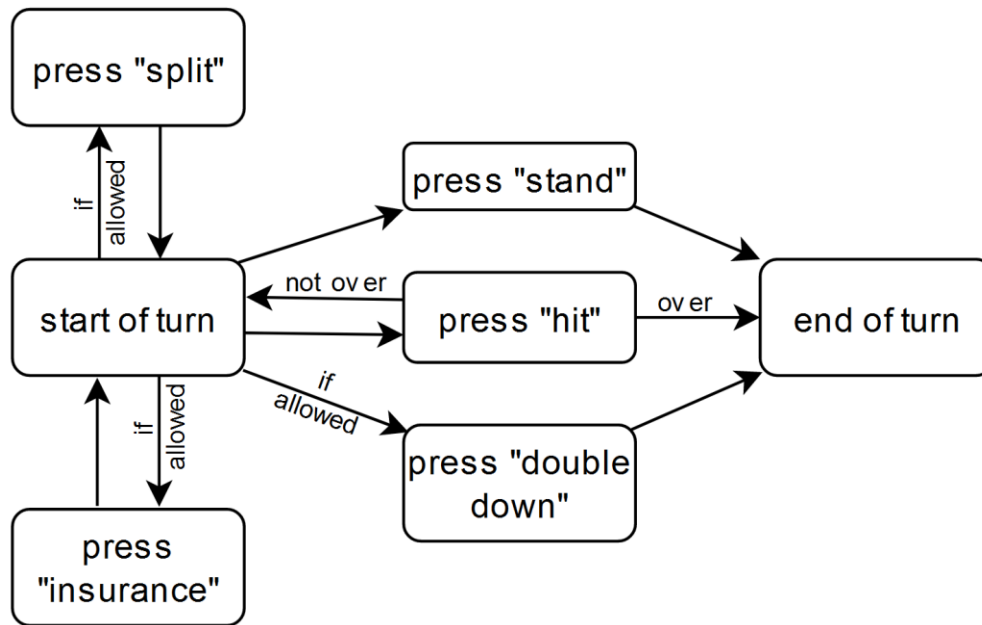 press "split"
if
allowed
press "stand"
not over
start of turn
press "hit"
over
end of turn
if
allowed
if
allowed
press "double
down"
press
"insurance"